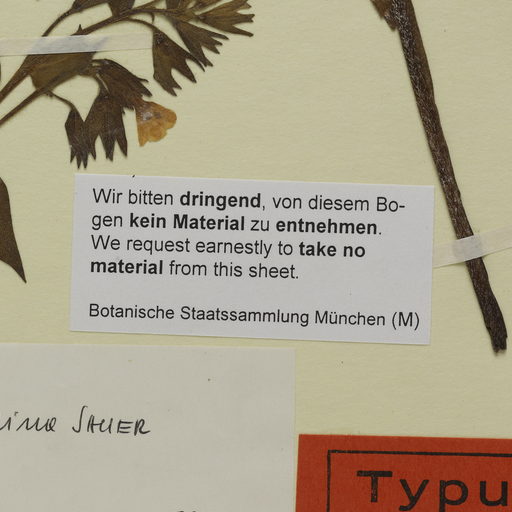 Wir bitten dringend, von diesem Bo-
gen kein Material zu entnehmen.
We request earnestly to take no
material from this sheet.
Botanische Staatssammlung München (M)
SAUER
Typu